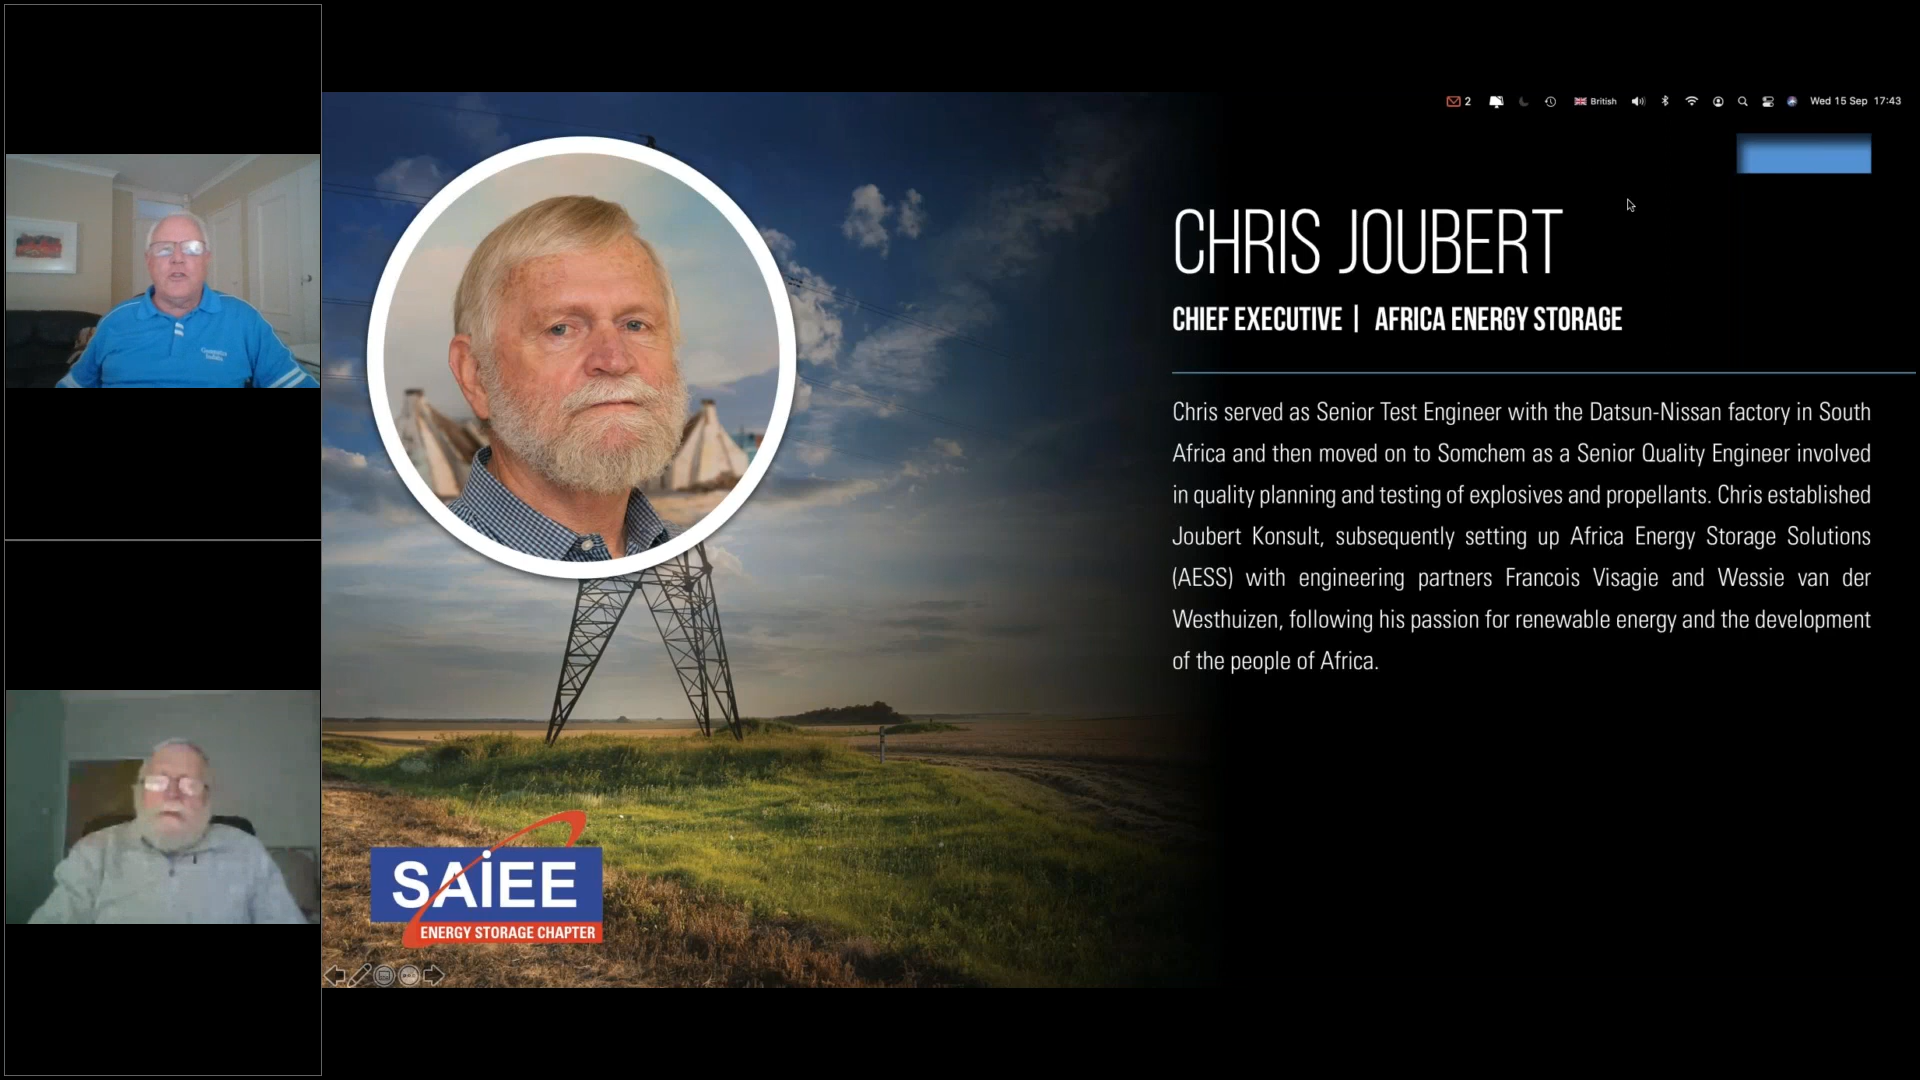 2 British Wed 15 Sep 17:43
CHRIS JOUBERT
CHIEF EXECUTIVE | AFRICA ENERGY STORAGE
Chris served as Senior Test Engineer with the Datsun-Nissan factory in South
Africa and then moved on to Somchem as a Senior Quality Engineer involved
in quality planning and testing of explosives and propellants. Chris established
Joubert Konsult, subsequently setting up Africa Energy Storage Solutions
(AESS) with engineering partners Francois Visagie and Wessie van der
Westhuizen, following his passion for renewable energy and the development
of the people of Africa.
SAiEE
ENERGY STORAGE CHAPTER